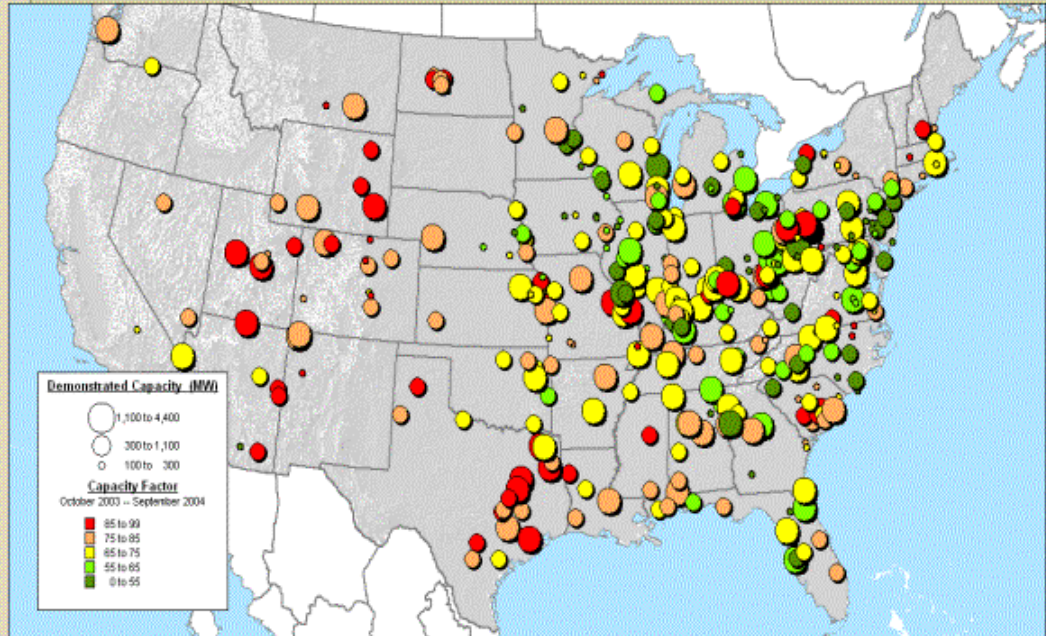 Demonstrated Capacity (MW)
1,100 to 4,400
300 to 1,100
100 to 300
Capacity Factor
October 2003 -- September 2004
85 to 99
75 to 85
65 to 75
55 to 65
0 to 55